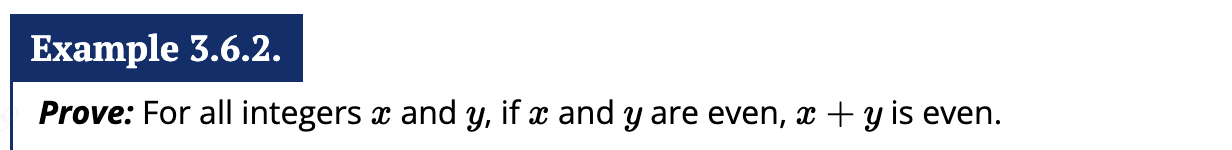 Example 3.6.2.
Prove: For all integers x and y, if x and y are even, x + y is even.